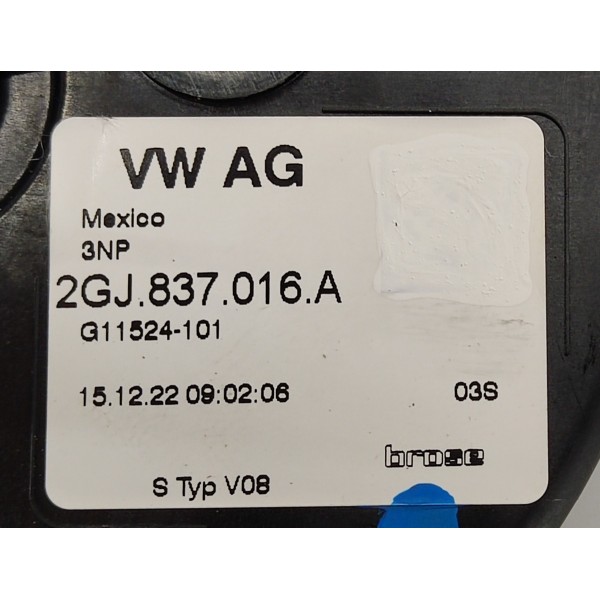 VW AG
Mexico
3NP
2GJ.837.016.A
G11524-101
15.12.22 09:02:06 03S
brose
S Typ V08